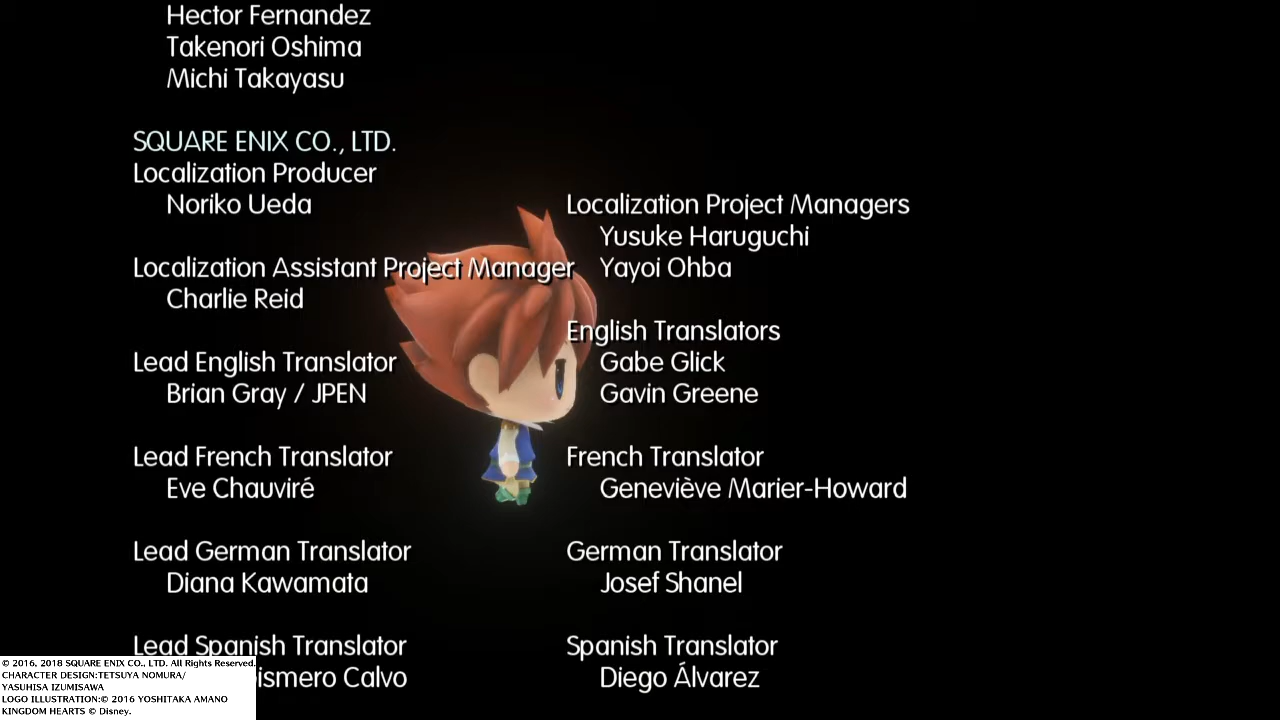 Hector Fernandez
Takenori Oshima
Michi Takayasu
SQUARE ENIX CO., LTD.
Localization Producer
Noriko Ueda
Localization Project Managers
Yusuke Haruguchi
Yayoi Ohba
Localization Assistant Project Manager
Charlie Reid
English Translators
Gabe Glick
Gavin Greene
Lead English Translator
Brian Gray / JPEN
Lead French Translator
Eve Chauviré
French Translator
Geneviève Marier-Howard
Lead German Translator
Diana Kawamata
German Translator
Josef Shanel
Lead Spanish Translator
Calvo
Spanish Translator
Diego Álvarez
© 2016, 2018 SQUARE ENIX CO., LTD. All Rights Reserved.
CHARACTER DESIGN:TETSUYA NOMURA/
YASUHISA IZUMISAWA
LOGO ILLUSTRATION:© 2016 YOSHITAKA AMANO
KINGDOM HEARTS © Disney.